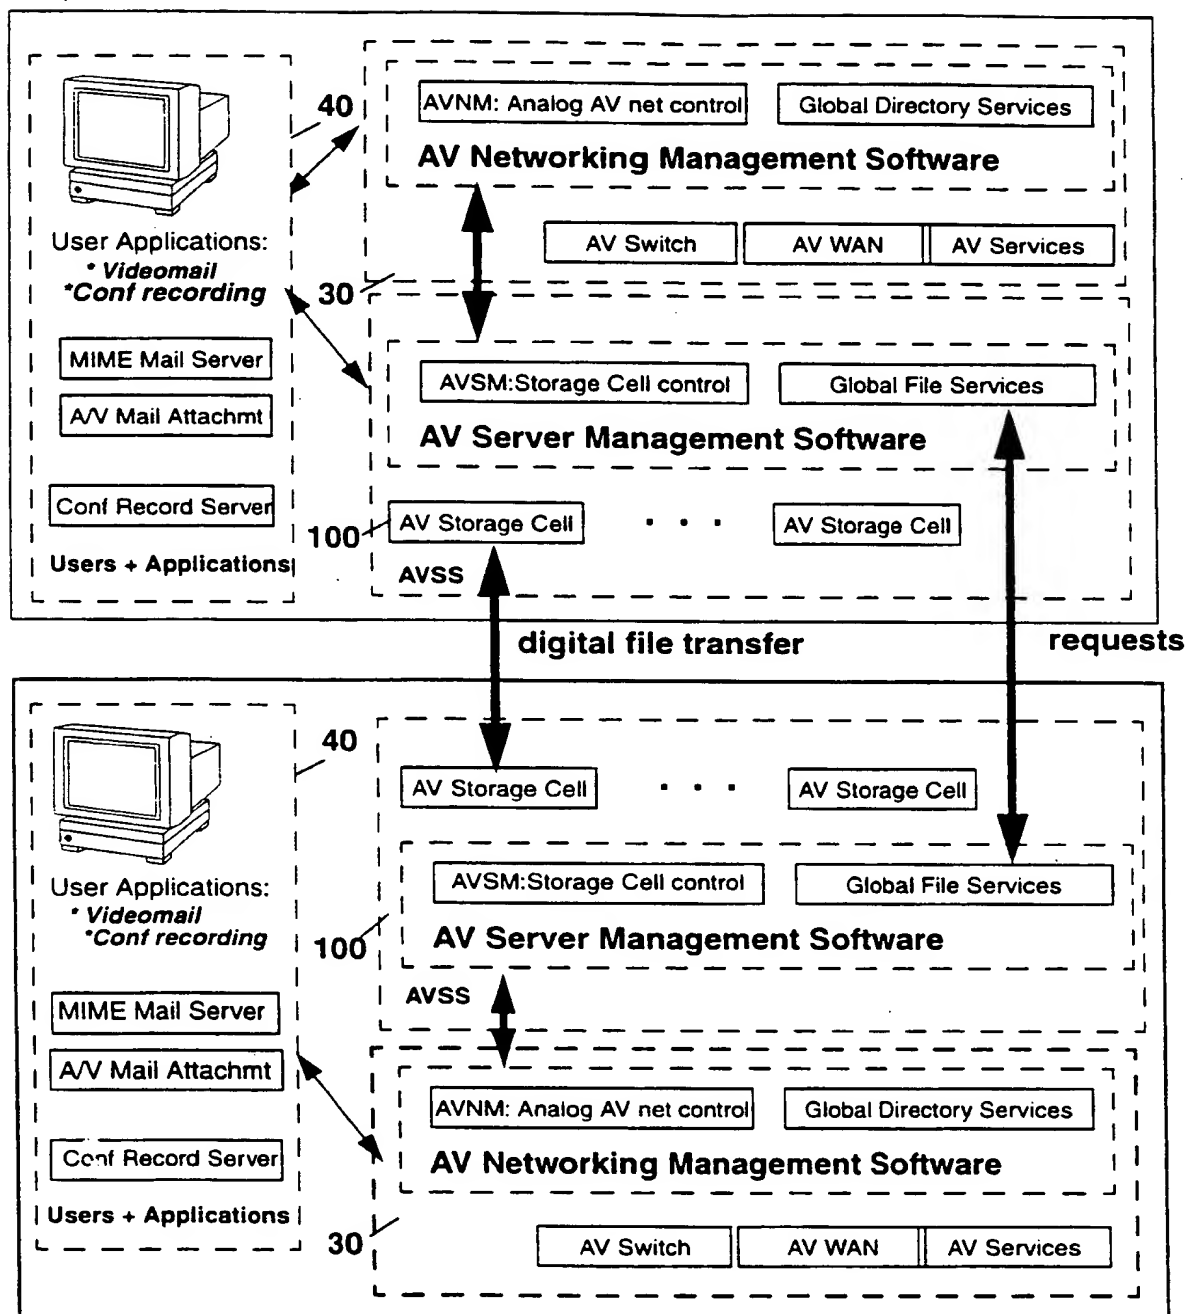 40
AVNM: Analog AV net control
Global Directory Services
AV Networking Management Software
AV Switch
AV WAN
AV Services
30
User Applications:
* Videomail
*Conf recording
MIME Mail Server
A/V Mail Attachmt
Conf Record Server
Users + Applications
AVSM:Storage Cell control
Global File Services
AV Server Management Software
100
AV Storage Cell
. . .
AV Storage Cell
AVSS
digital file transfer
requests
40
User Applications:
* Videomail
*Conf recording
MIME Mail Server
A/V Mail Attachmt
Conf Record Server
Users + Applications
AV Storage Cell
. . .
AV Storage Cell
AVSM:Storage Cell control
Global File Services
100
AV Server Management Software
AVSS
AVNM: Analog AV net control
Global Directory Services
AV Networking Management Software
30
AV Switch
AV WAN
AV Services